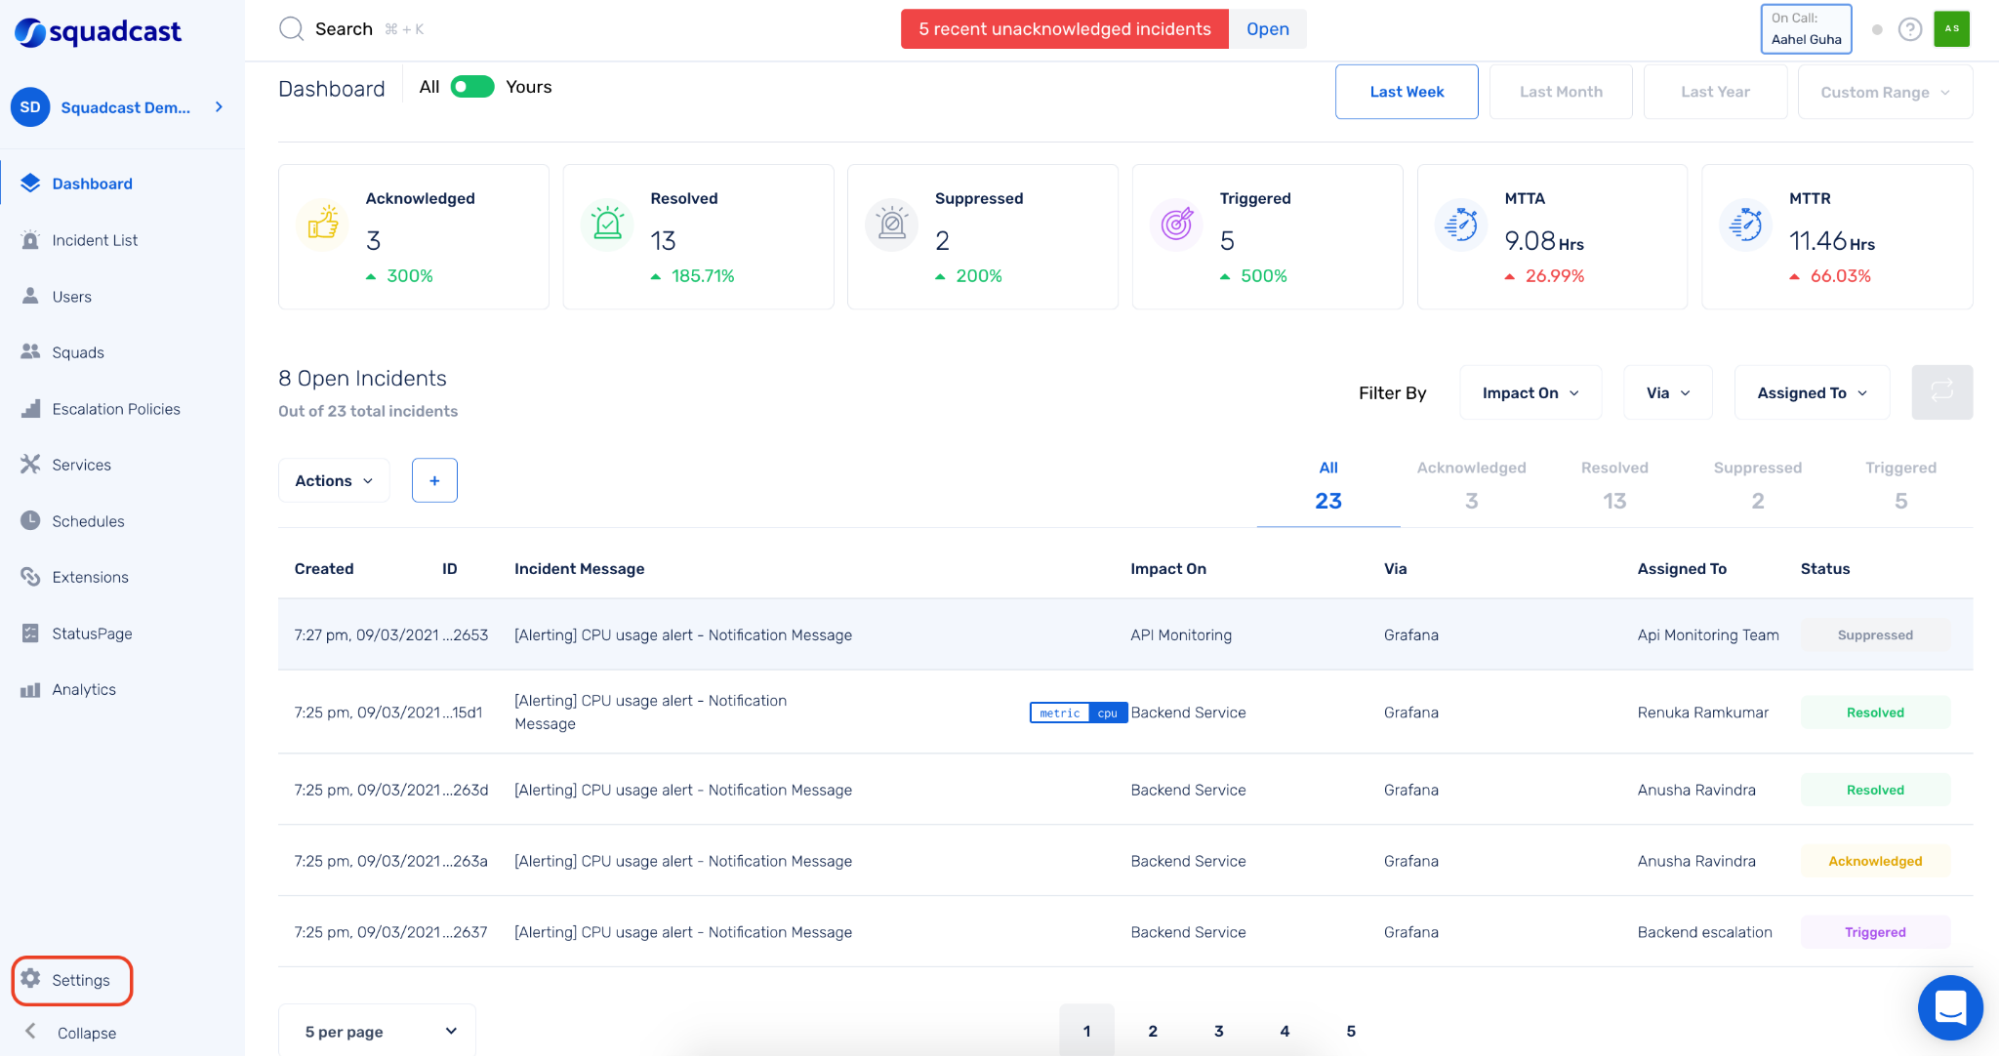 squadcast
Search ⌘ + K
5 recent unacknowledged incidents Open
On Call:
Aahel Guha
?
AS
SD Squadcast Dem...
Dashboard
Incident List
Users
Squads
Escalation Policies
Services
Schedules
Extensions
StatusPage
Analytics
Settings
Collapse
Dashboard All Yours
Last Week Last Month Last Year Custom Range
Acknowledged
3
300%
Resolved
13
185.71%
Suppressed
2
200%
Triggered
5
500%
MTTA
9.08 Hrs
26.99%
MTTR
11.46 Hrs
66.03%
8 Open Incidents
Out of 23 total incidents
Filter By Impact On Via Assigned To
Actions +
All Acknowledged Resolved Suppressed Triggered
23 3 13 2 5
Created ID Incident Message Impact On Via Assigned To Status
7:27 pm, 09/03/2021 ...2653 [Alerting] CPU usage alert - Notification Message API Monitoring Grafana Api Monitoring Team Suppressed
7:25 pm, 09/03/2021 ...15d1 [Alerting] CPU usage alert - Notification
Message metric cpu Backend Service Grafana Renuka Ramkumar Resolved
7:25 pm, 09/03/2021 ...263d [Alerting] CPU usage alert - Notification Message Backend Service Grafana Anusha Ravindra Resolved
7:25 pm, 09/03/2021 ...263a [Alerting] CPU usage alert - Notification Message Backend Service Grafana Anusha Ravindra Acknowledged
7:25 pm, 09/03/2021 ...2637 [Alerting] CPU usage alert - Notification Message Backend Service Grafana Backend escalation Triggered
5 per page 1 2 3 4 5